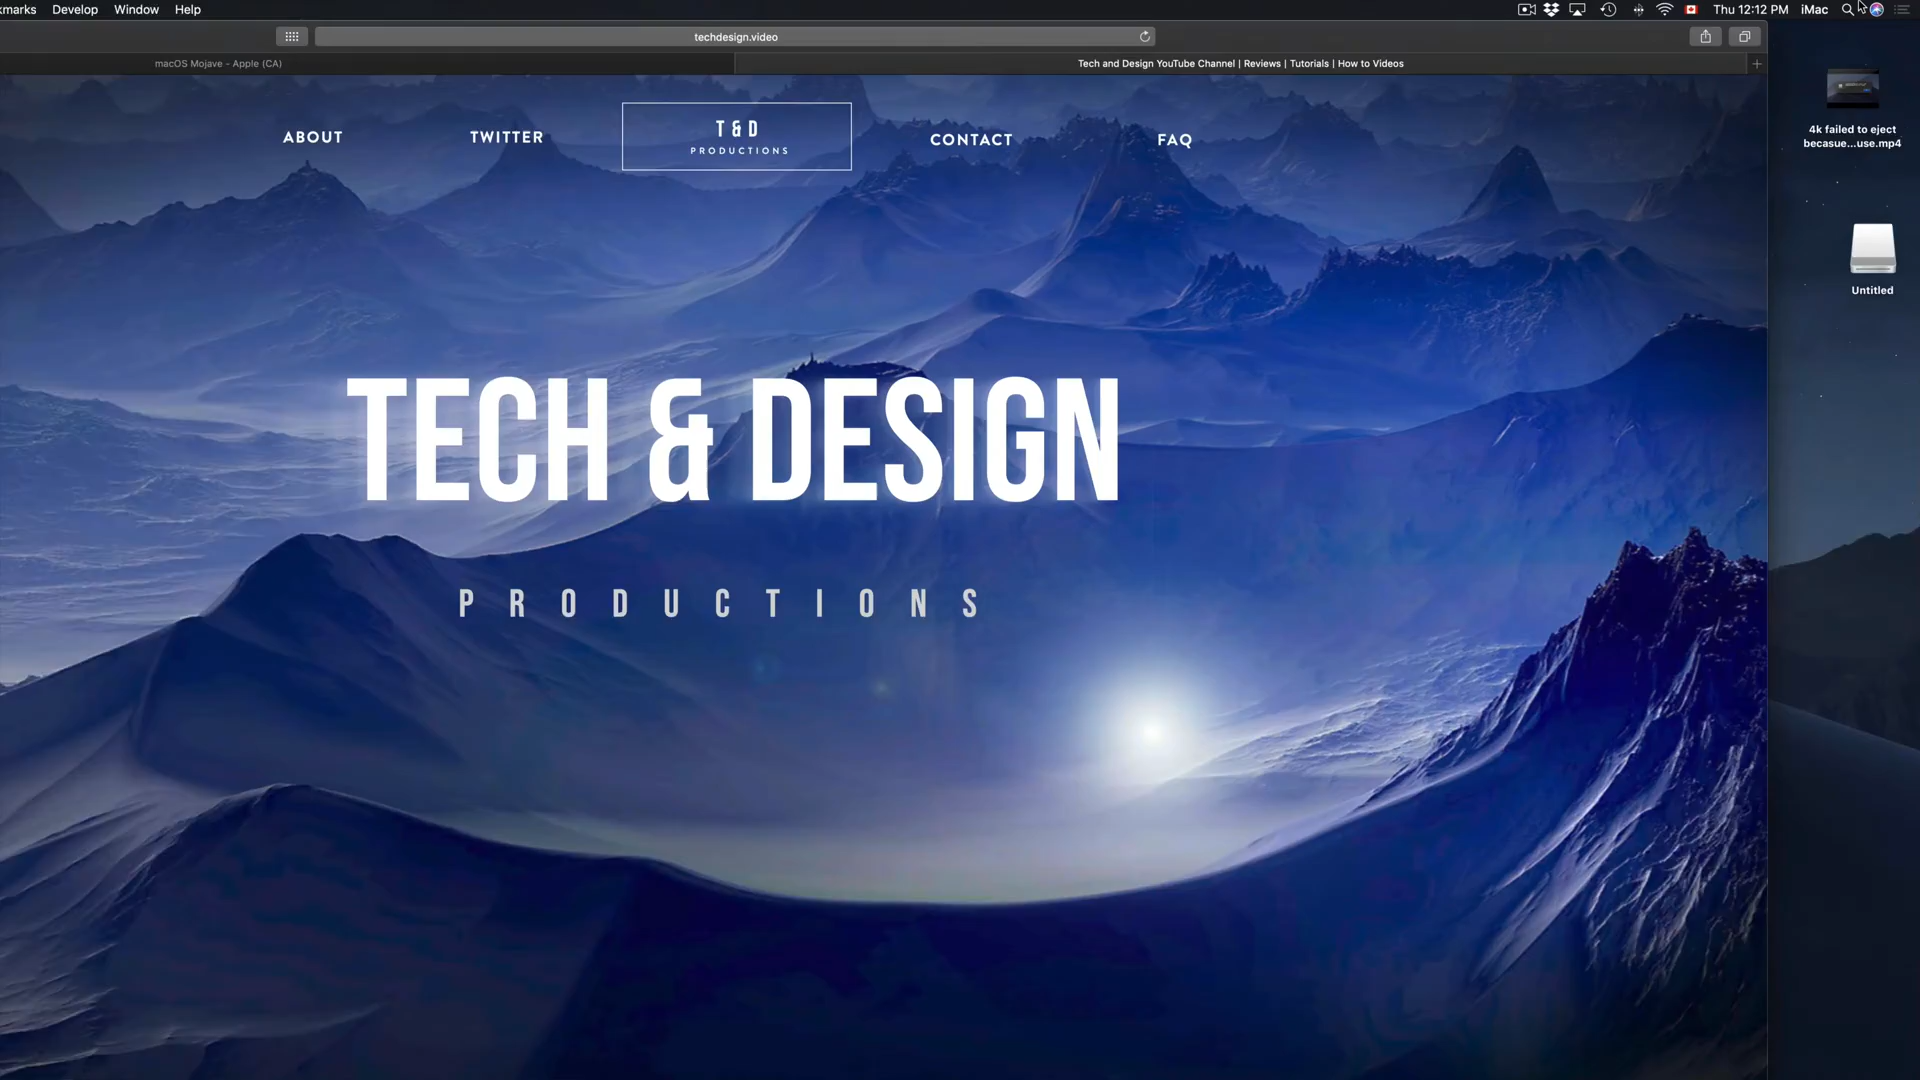 kmarks Develop Window Help Thu 12:12 PM iMac
techdesign.video
macOS Mojave - Apple (CA) Tech and Design YouTube Channel | Reviews | Tutorials | How to Videos
ABOUT TWITTER T&D PRODUCTIONS CONTACT FAQ
TECH & DESIGN
PRODUCTIONS
4k failed to eject
becasue...use.mp4
Untitled